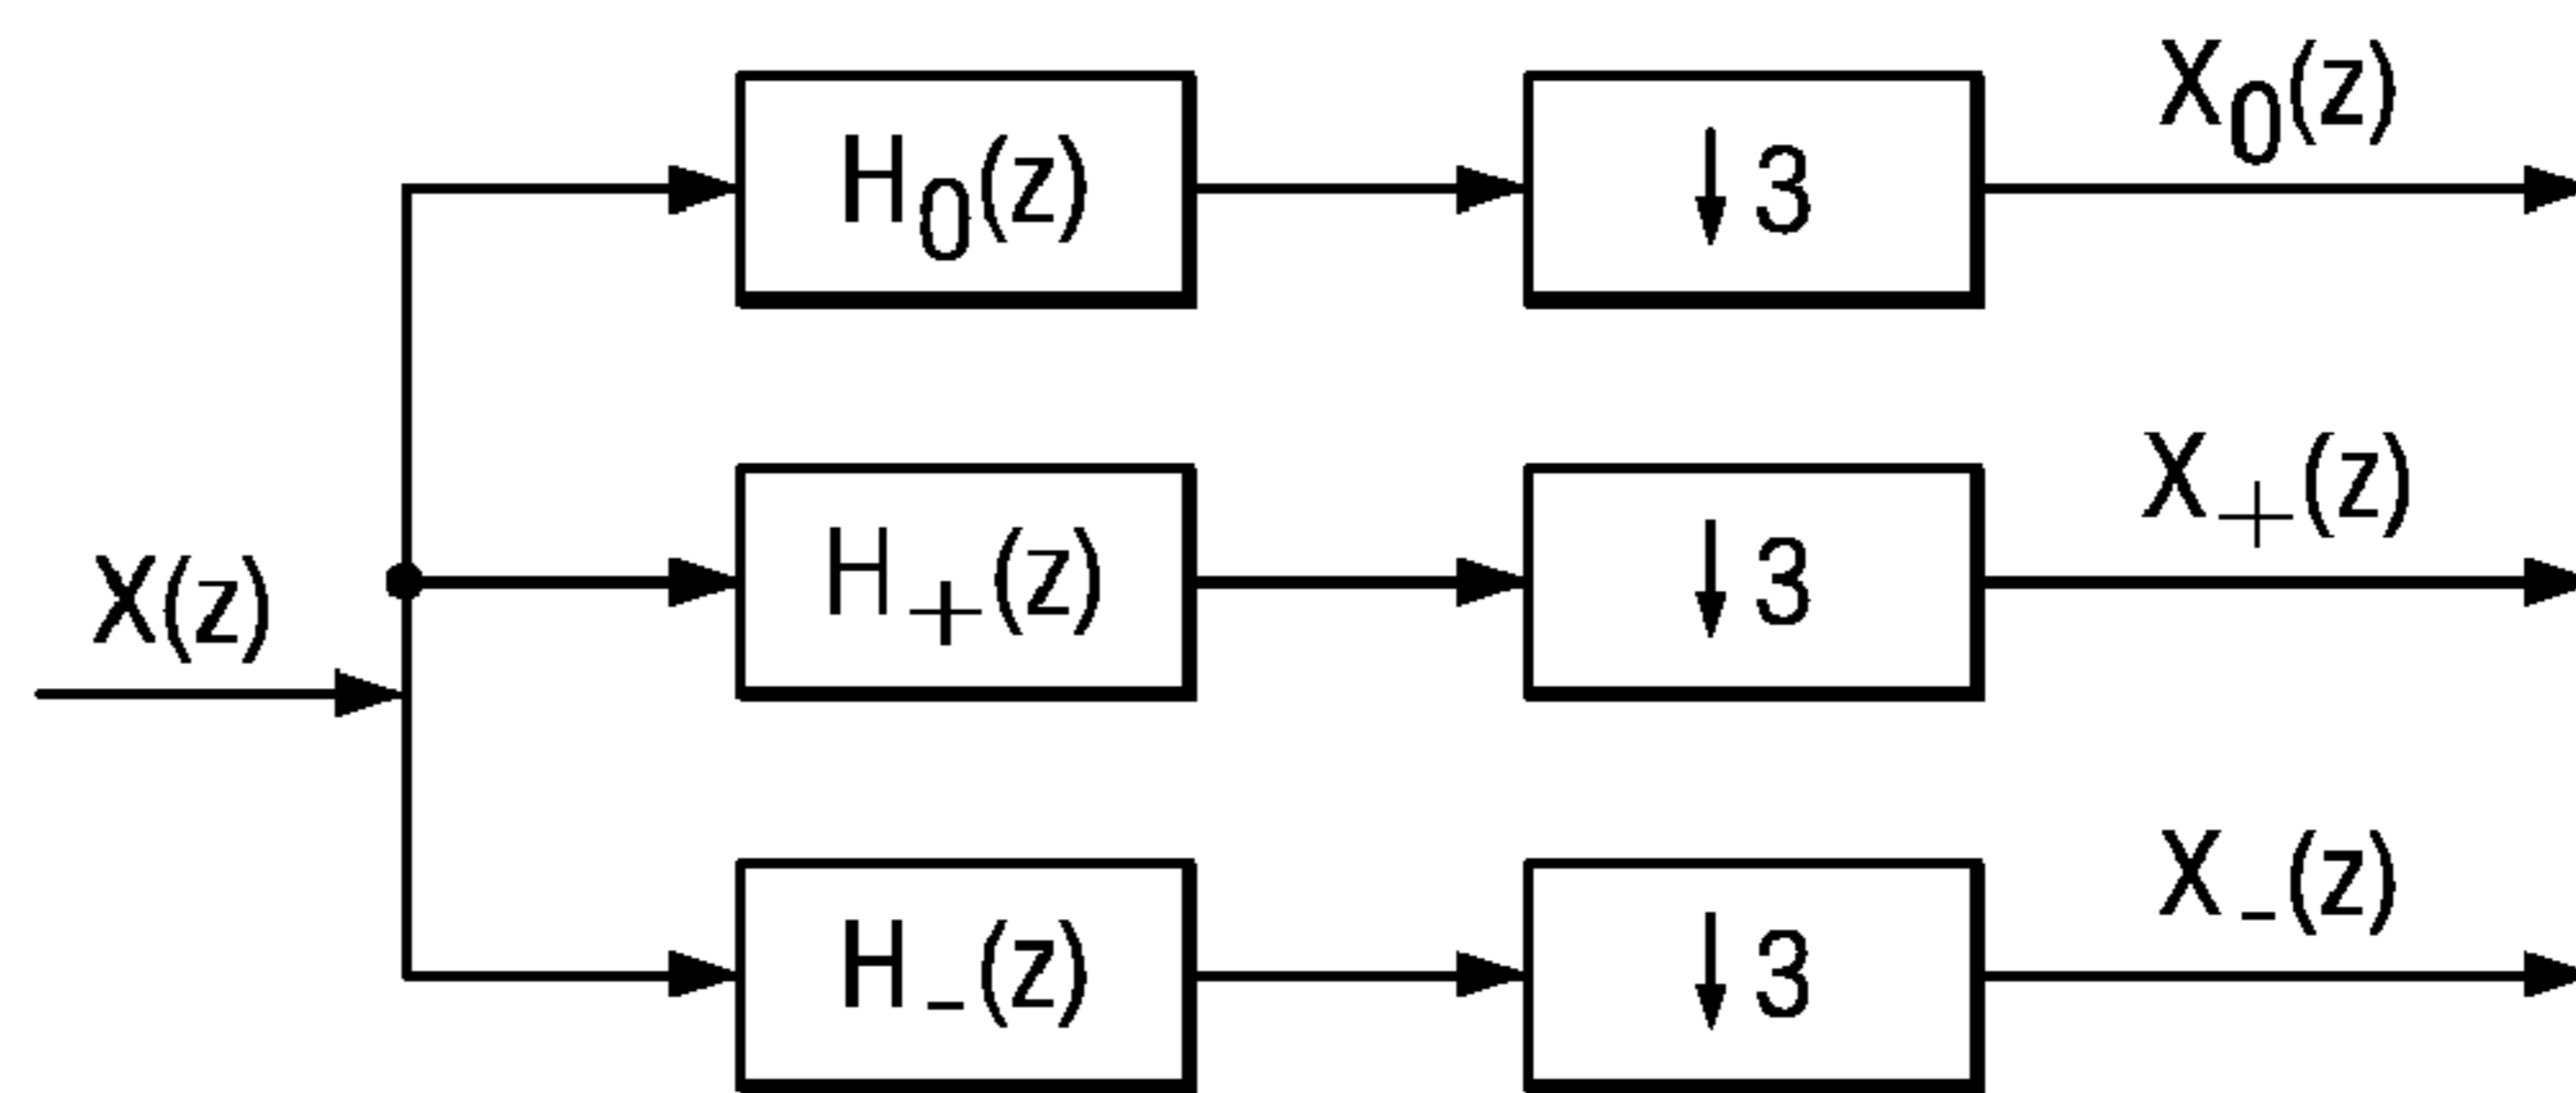 H₀(z) ↓ 3 X₀(z)
X(z) H₊(z) ↓ 3 X₊(z)
H₋(z) ↓ 3 X₋(z)